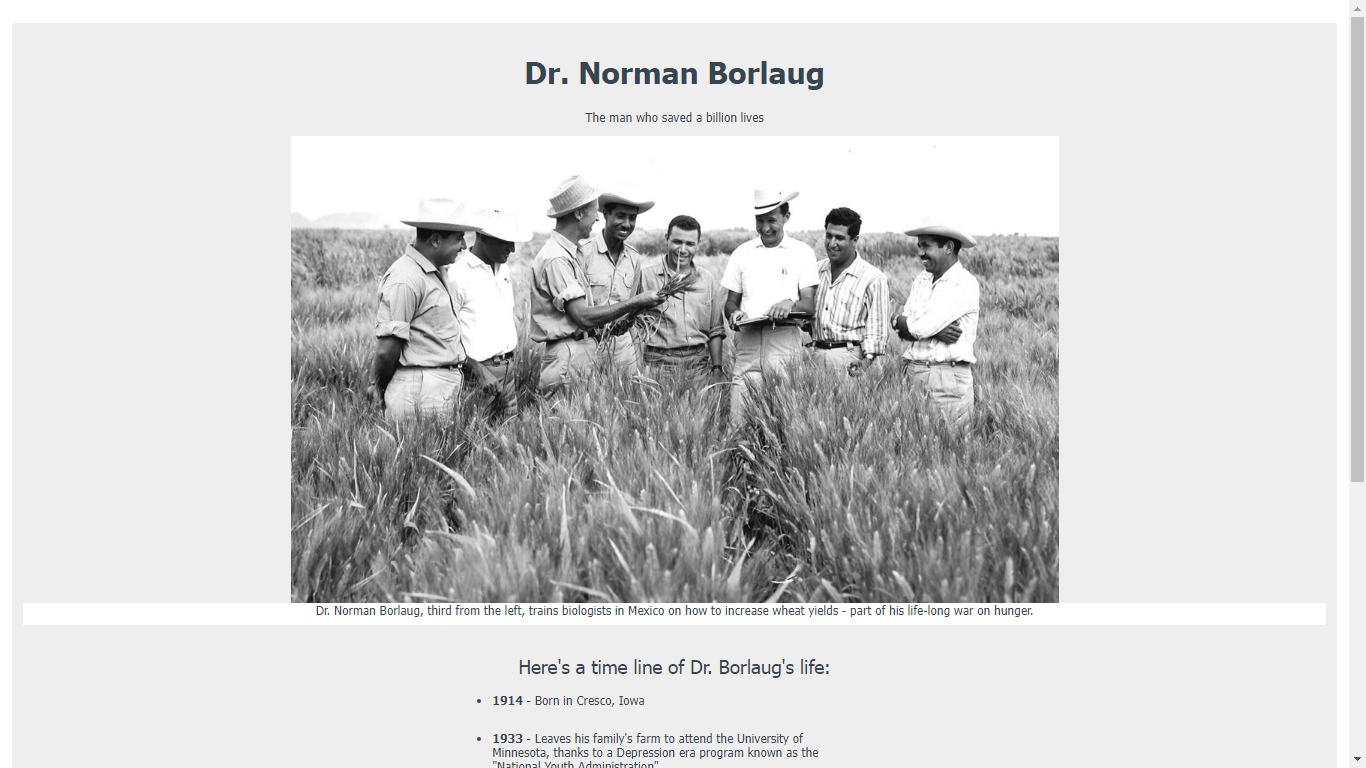 Dr. Norman Borlaug
The man who saved a billion lives
Dr. Norman Borlaug, third from the left, trains biologists in Mexico on how to increase wheat yields - part of his life-long war on hunger.
Here's a time line of Dr. Borlaug's life:
1914 - Born in Cresco, Iowa
1933 - Leaves his family's farm to attend the University of
Minnesota, thanks to a Depression era program known as the
"National Youth Administration"